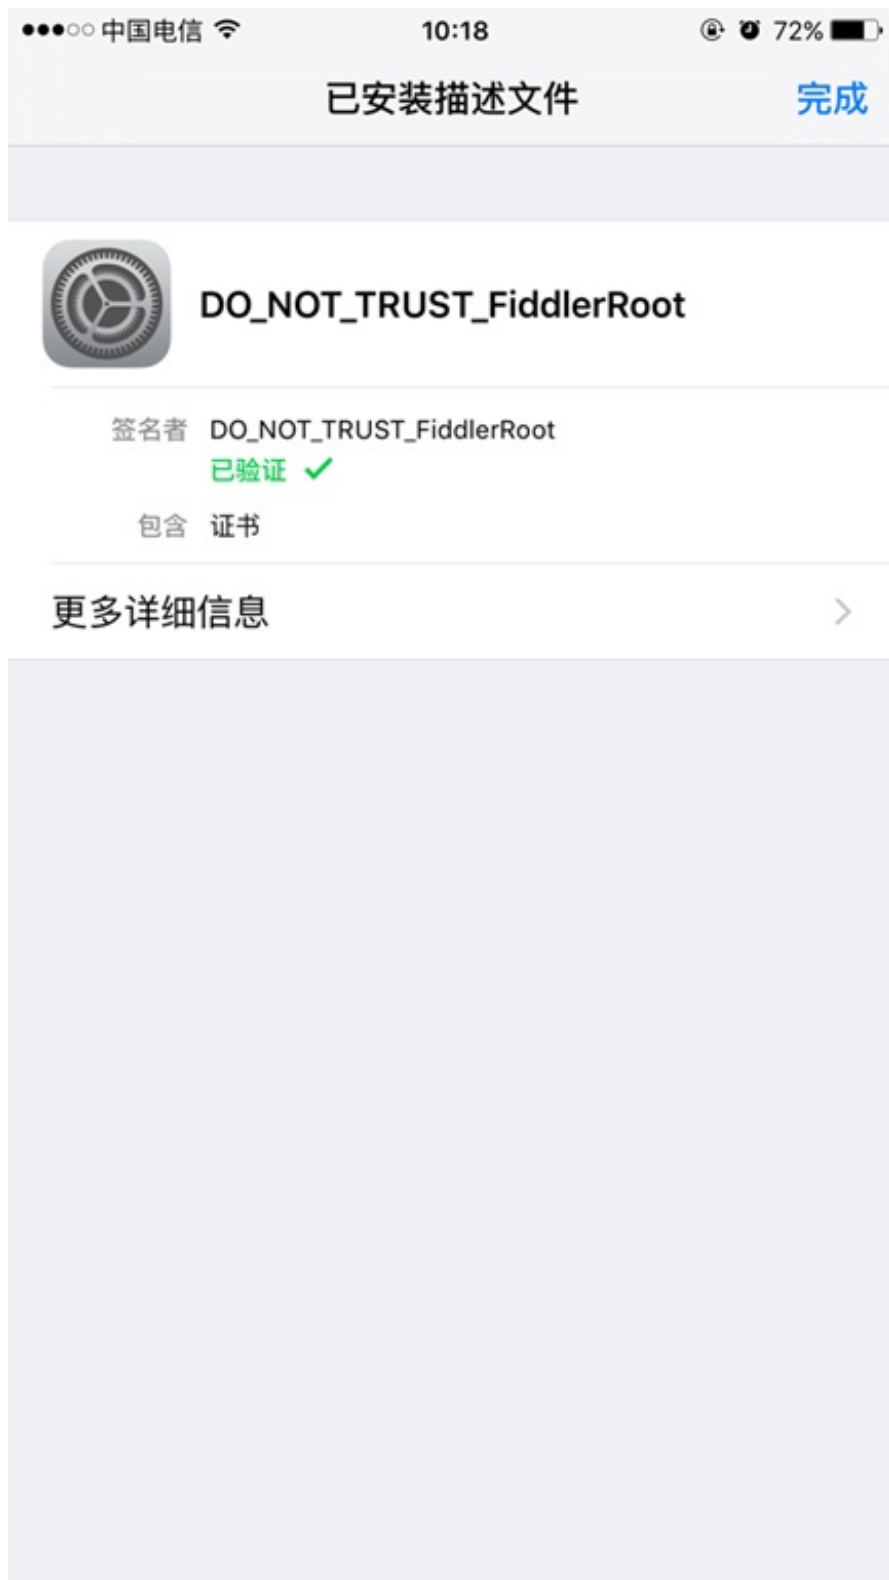 中国电信 10:18 72%
已安装描述文件 完成
DO_NOT_TRUST_FiddlerRoot
签名者 DO_NOT_TRUST_FiddlerRoot
已验证
包含 证书
更多详细信息